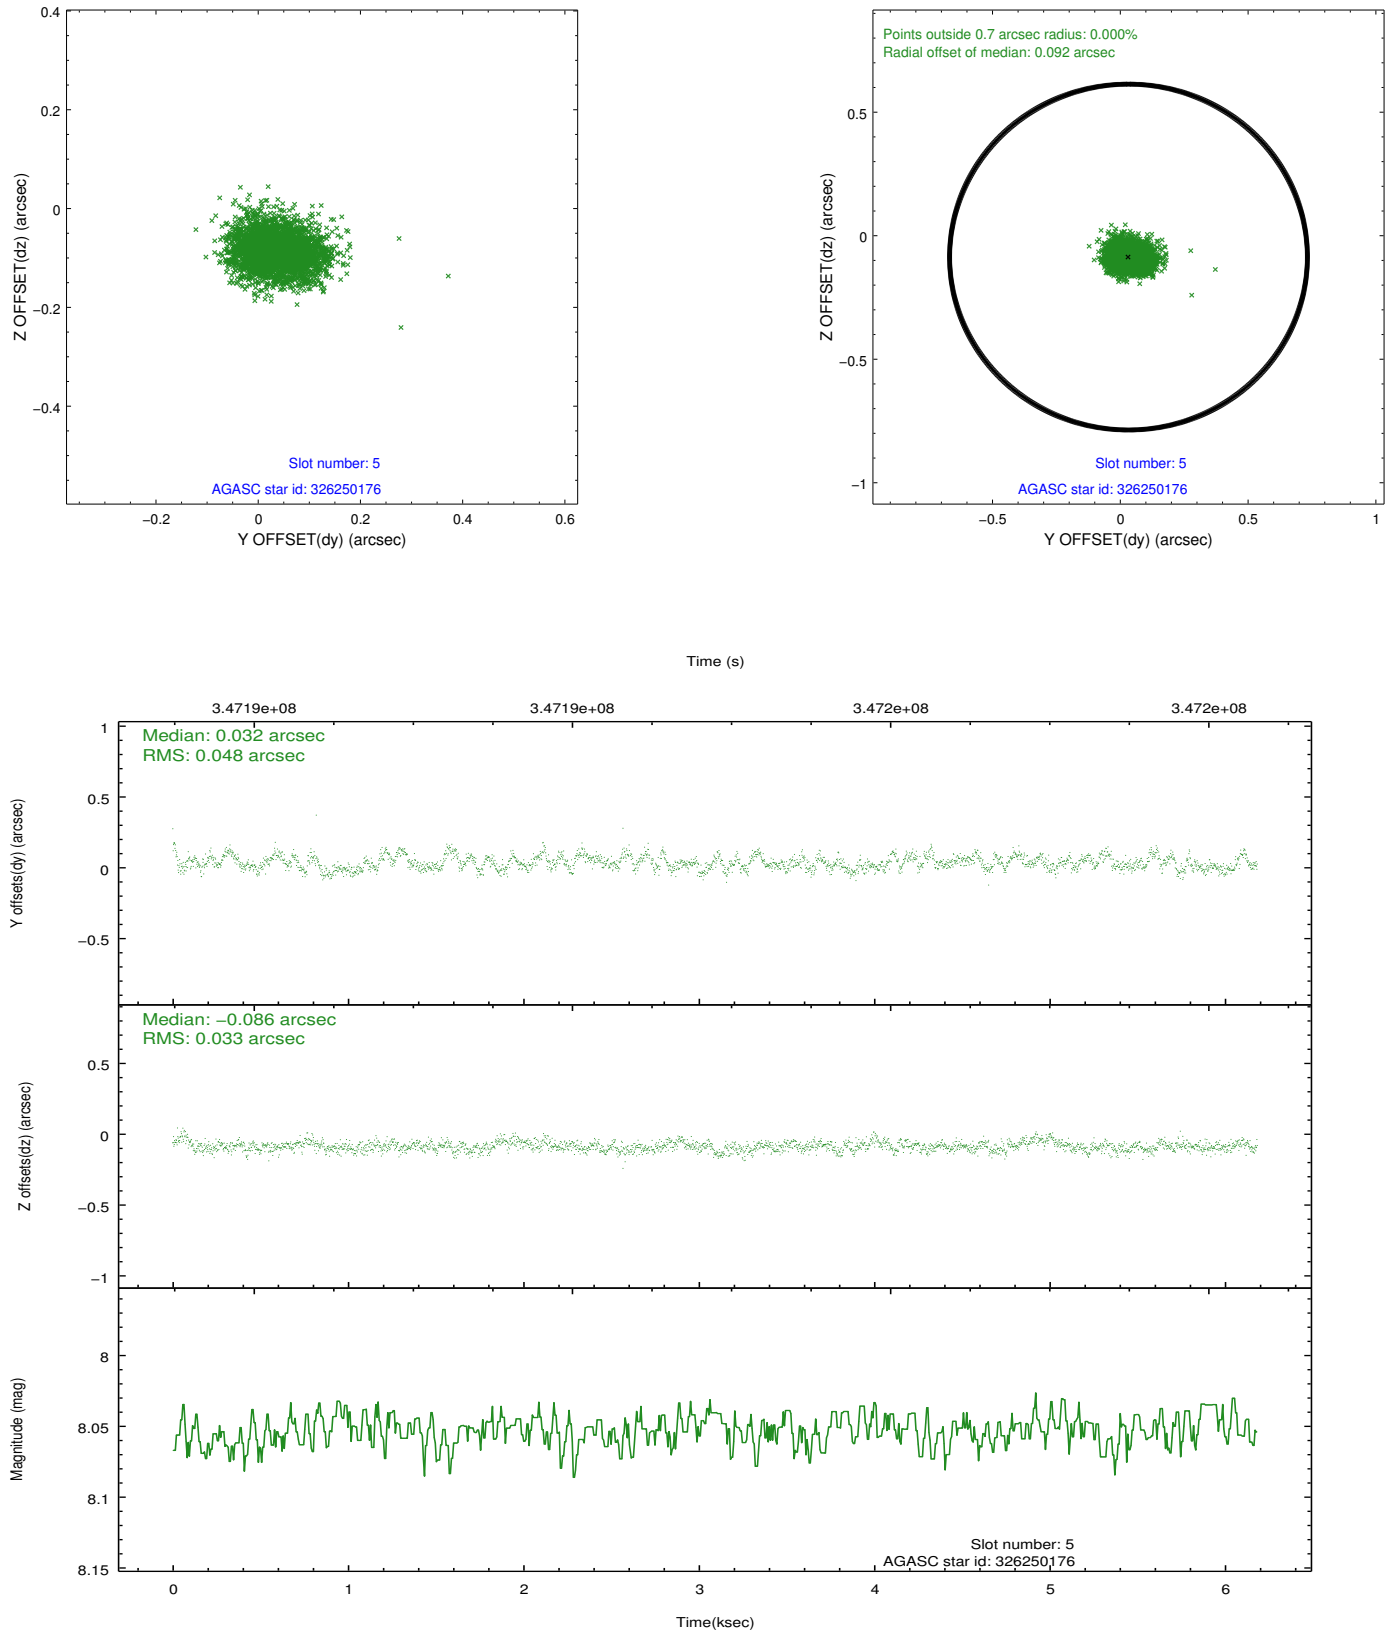 0.4
0.2
0
−0.2
−0.4
Z OFFSET(dz) (arcsec)
Slot number: 5
AGASC star id: 326250176
−0.2 0 0.2 0.4 0.6
Y OFFSET(dy) (arcsec)
Points outside 0.7 arcsec radius: 0.000%
Radial offset of median: 0.092 arcsec
0.5
0
−0.5
−1
Z OFFSET(dz) (arcsec)
Slot number: 5
AGASC star id: 326250176
−0.5 0 0.5 1
Y OFFSET(dy) (arcsec)
Time (s)
3.4719e+08 3.4719e+08 3.472e+08 3.472e+08
Median: 0.032 arcsec
RMS: 0.048 arcsec
1
0.5
0
−0.5
Y offsets(dy) (arcsec)
Median: −0.086 arcsec
RMS: 0.033 arcsec
0.5
0
−0.5
−1
Z offsets(dz) (arcsec)
8
8.05
8.1
8.15
Magnitude (mag)
Slot number: 5
AGASC star id: 326250176
0 1 2 3 4 5 6
Time(ksec)